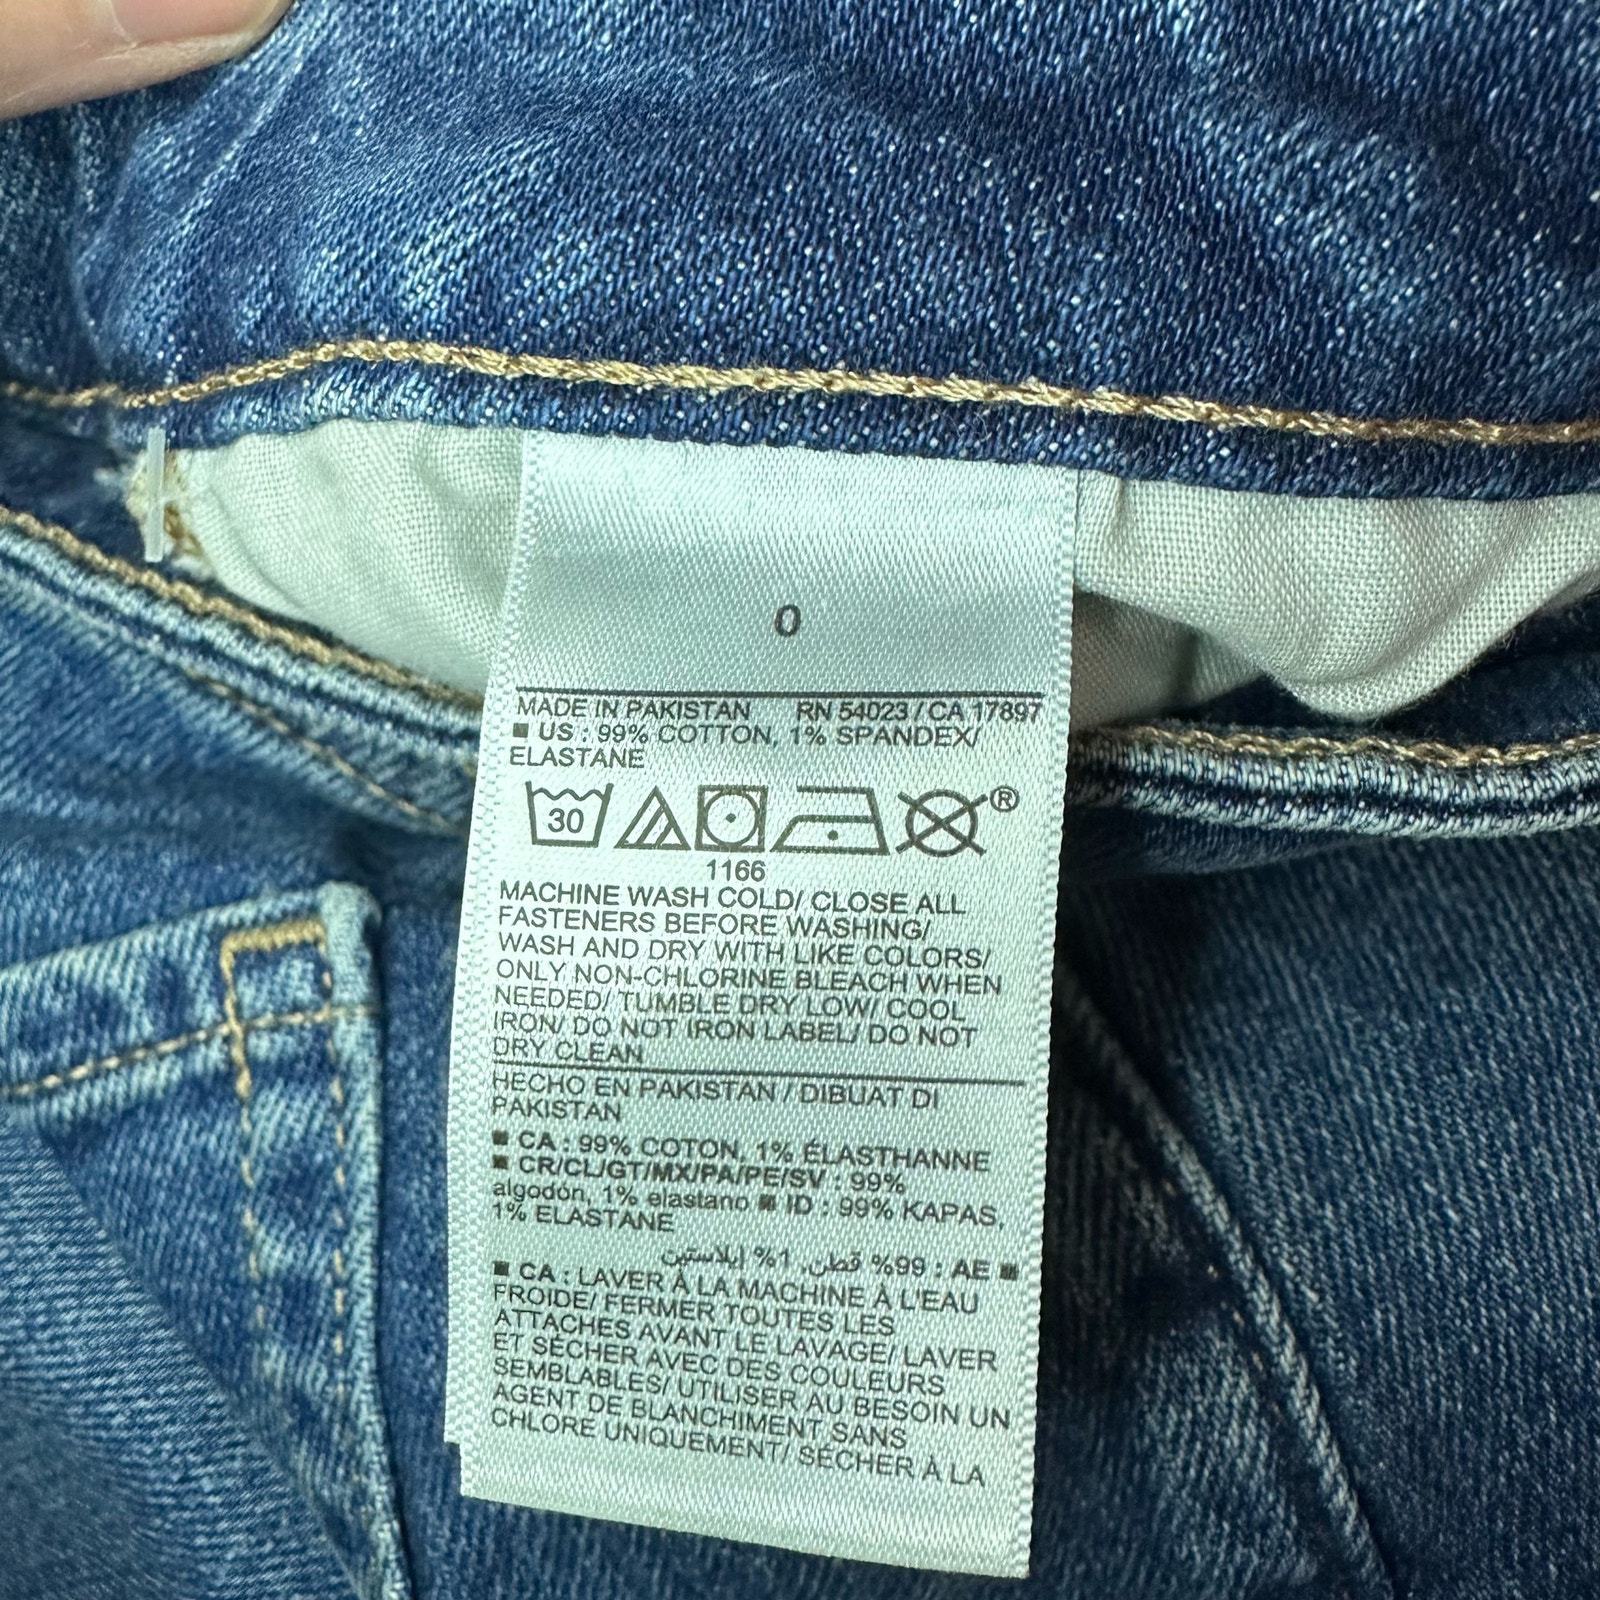 0
MADE IN PAKISTAN RN 54023 / CA 17897
■ US : 99% COTTON, 1% SPANDEX/
ELASTANE
30 ®
1166
MACHINE WASH COLD/ CLOSE ALL
FASTENERS BEFORE WASHING/
WASH AND DRY WITH LIKE COLORS/
ONLY NON-CHLORINE BLEACH WHEN
NEEDED/ TUMBLE DRY LOW/ COOL
IRON/ DO NOT IRON LABEL/ DO NOT
DRY CLEAN
HECHO EN PAKISTAN / DIBUAT DI
PAKISTAN
■ CA : 99% COTON, 1% ÉLASTHANNE
■ CR/CL/GT/MX/PA/PE/SV : 99%
algodón, 1% elastano ■ ID : 99% KAPAS,
1% ELASTANE
■ AE : 99% قطن, 1% إيلاستين
■ CA : LAVER À LA MACHINE À L'EAU
FROIDE/ FERMER TOUTES LES
ATTACHES AVANT LE LAVAGE/ LAVER
ET SÉCHER AVEC DES COULEURS
SEMBLABLES/ UTILISER AU BESOIN UN
AGENT DE BLANCHIMENT SANS
CHLORE UNIQUEMENT/ SÉCHER À LA